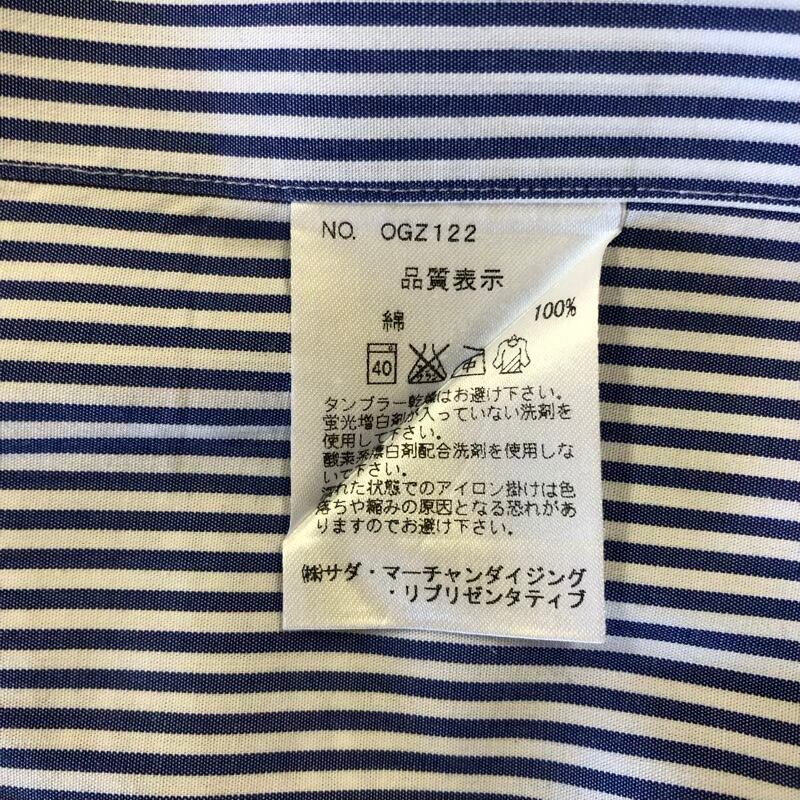 NO. OGZ122
品質表示
綿 100%
40 中
タンブラー乾燥はお避け下さい。
蛍光増白剤が入っていない洗剤を
使用して下さい。
酸素系漂白剤配合洗剤を使用しな
いで下さい。
濡れた状態でのアイロン掛けは色
落ちや縮みの原因となる恐れがあ
りますのでお避け下さい。
㈱サダ・マーチャンダイジング
・リプリゼンタティブ